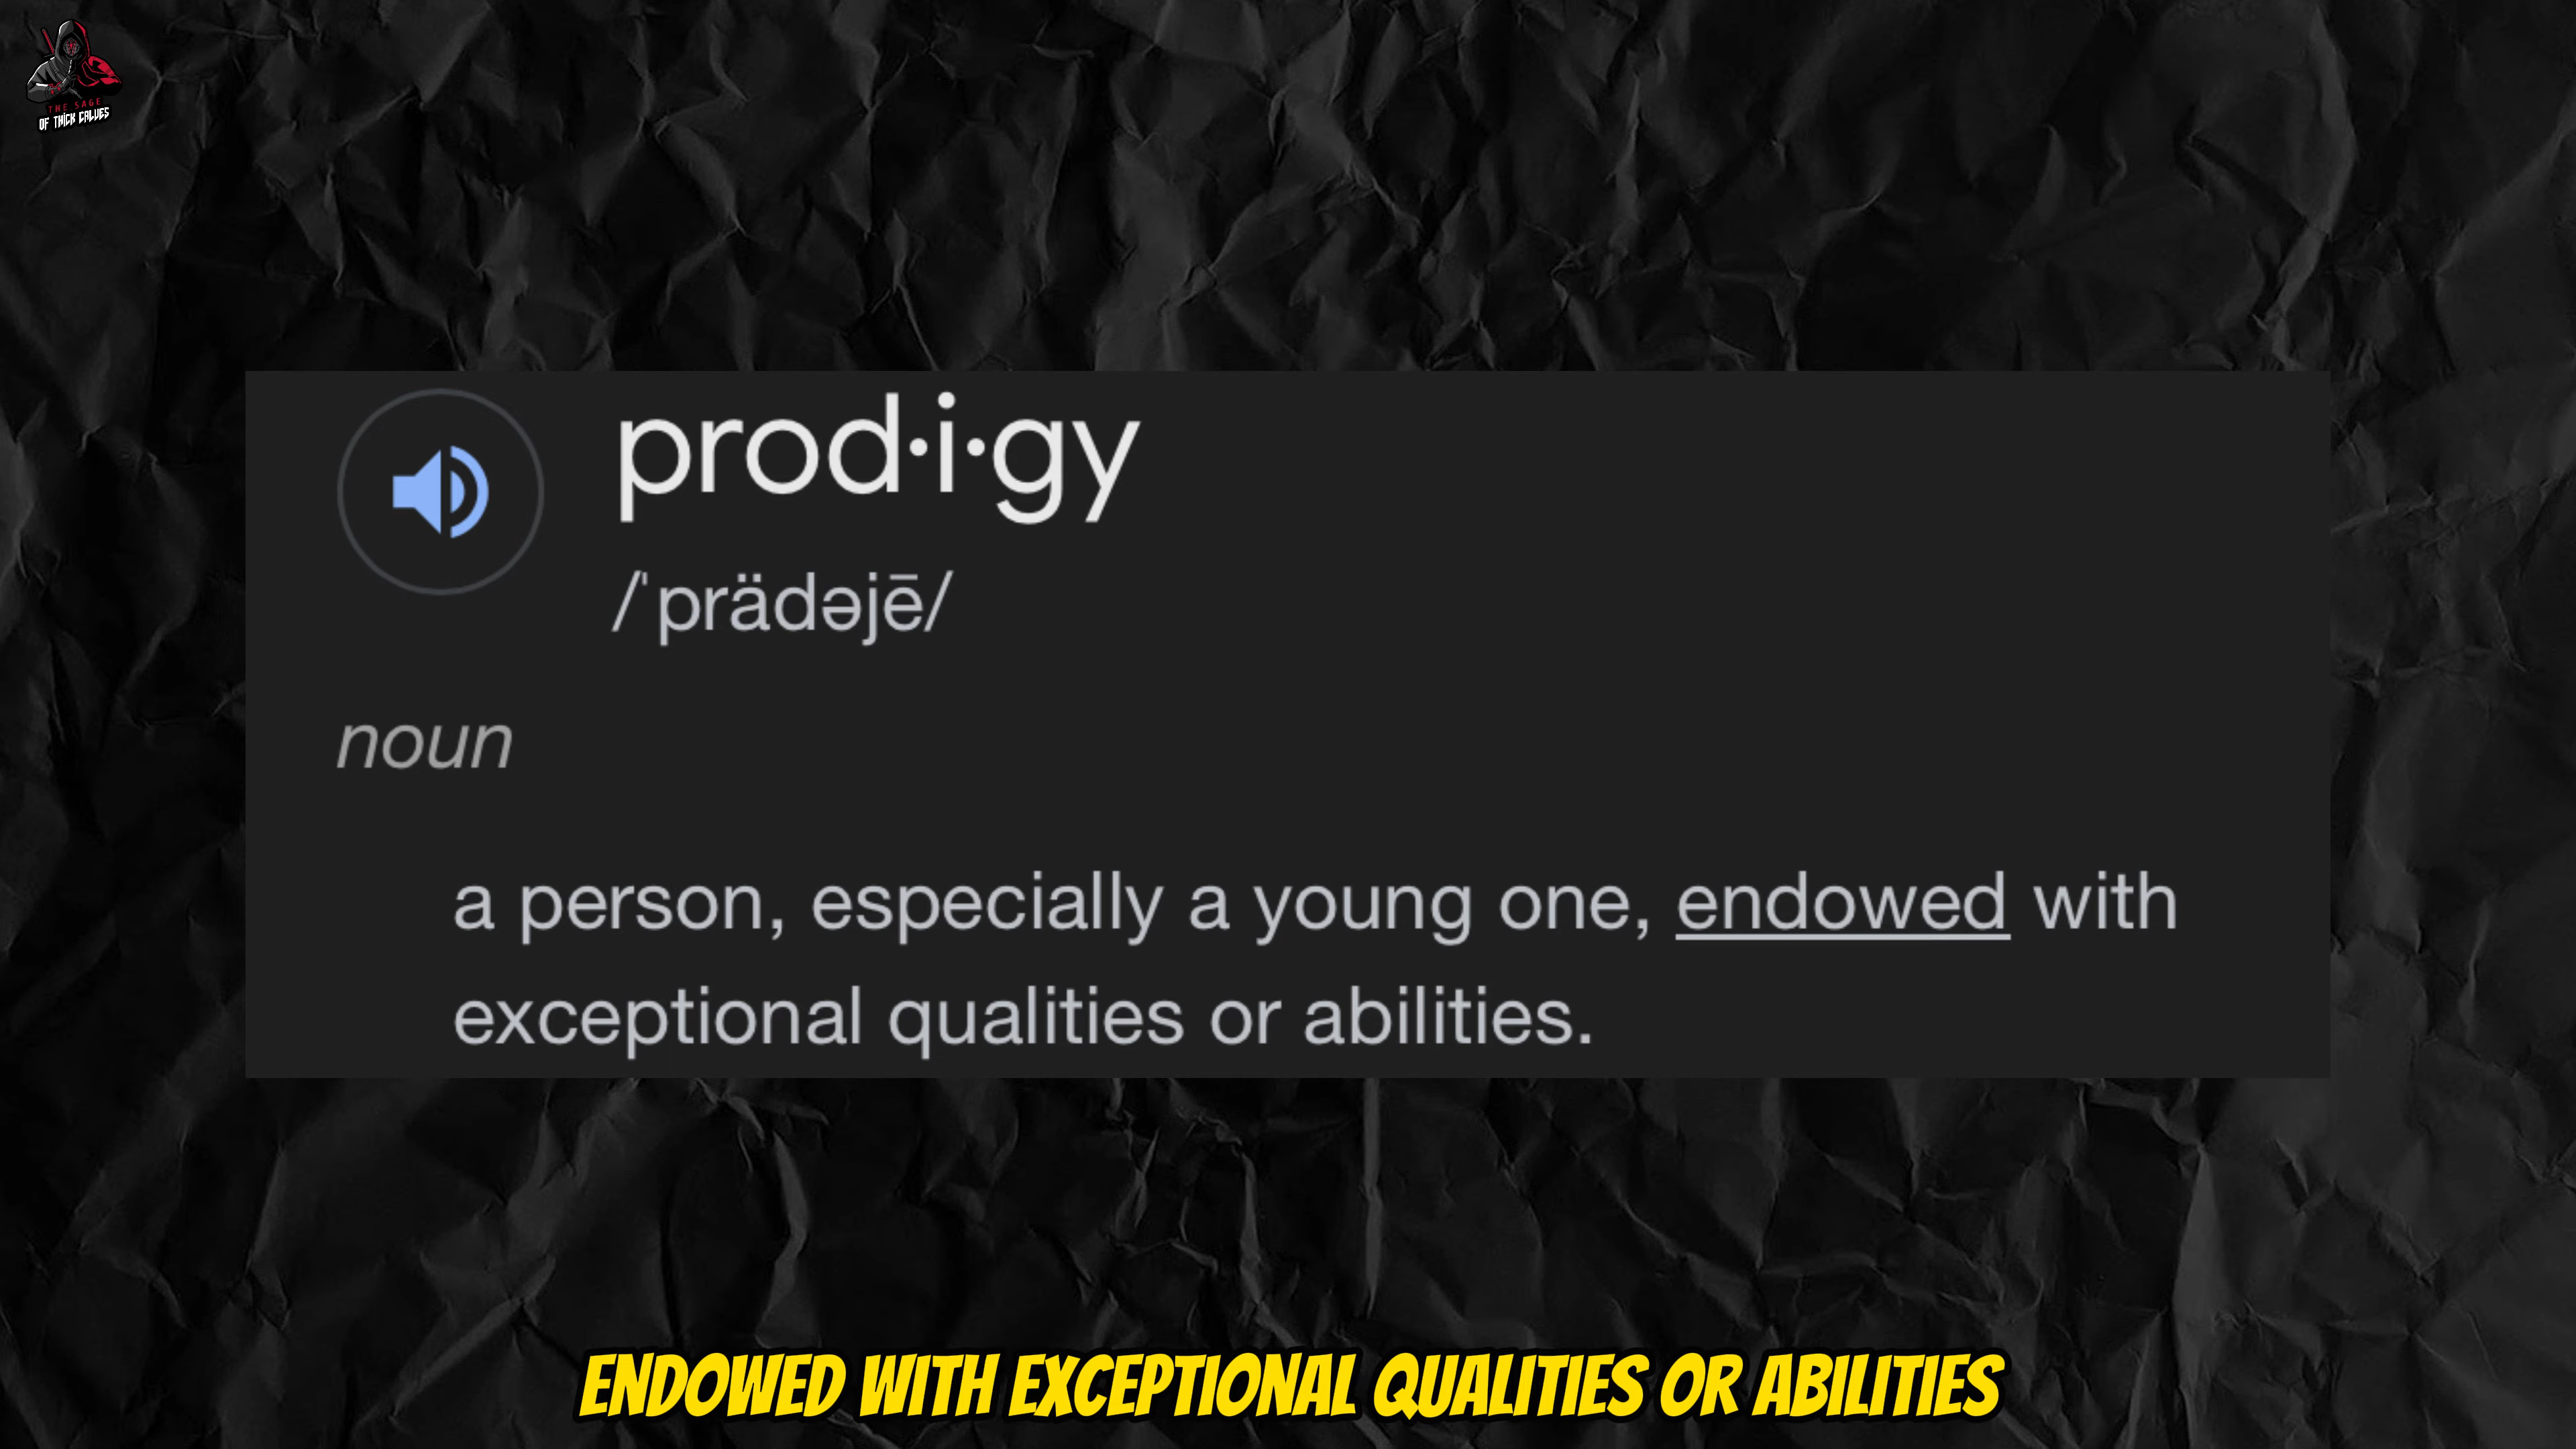 THE SAGE
OF THICK CALVES
prod·i·gy
/ˈprädəjē/
noun
a person, especially a young one, endowed with
exceptional qualities or abilities.
ENDOWED WITH EXCEPTIONAL QUALITIES OR ABILITIES